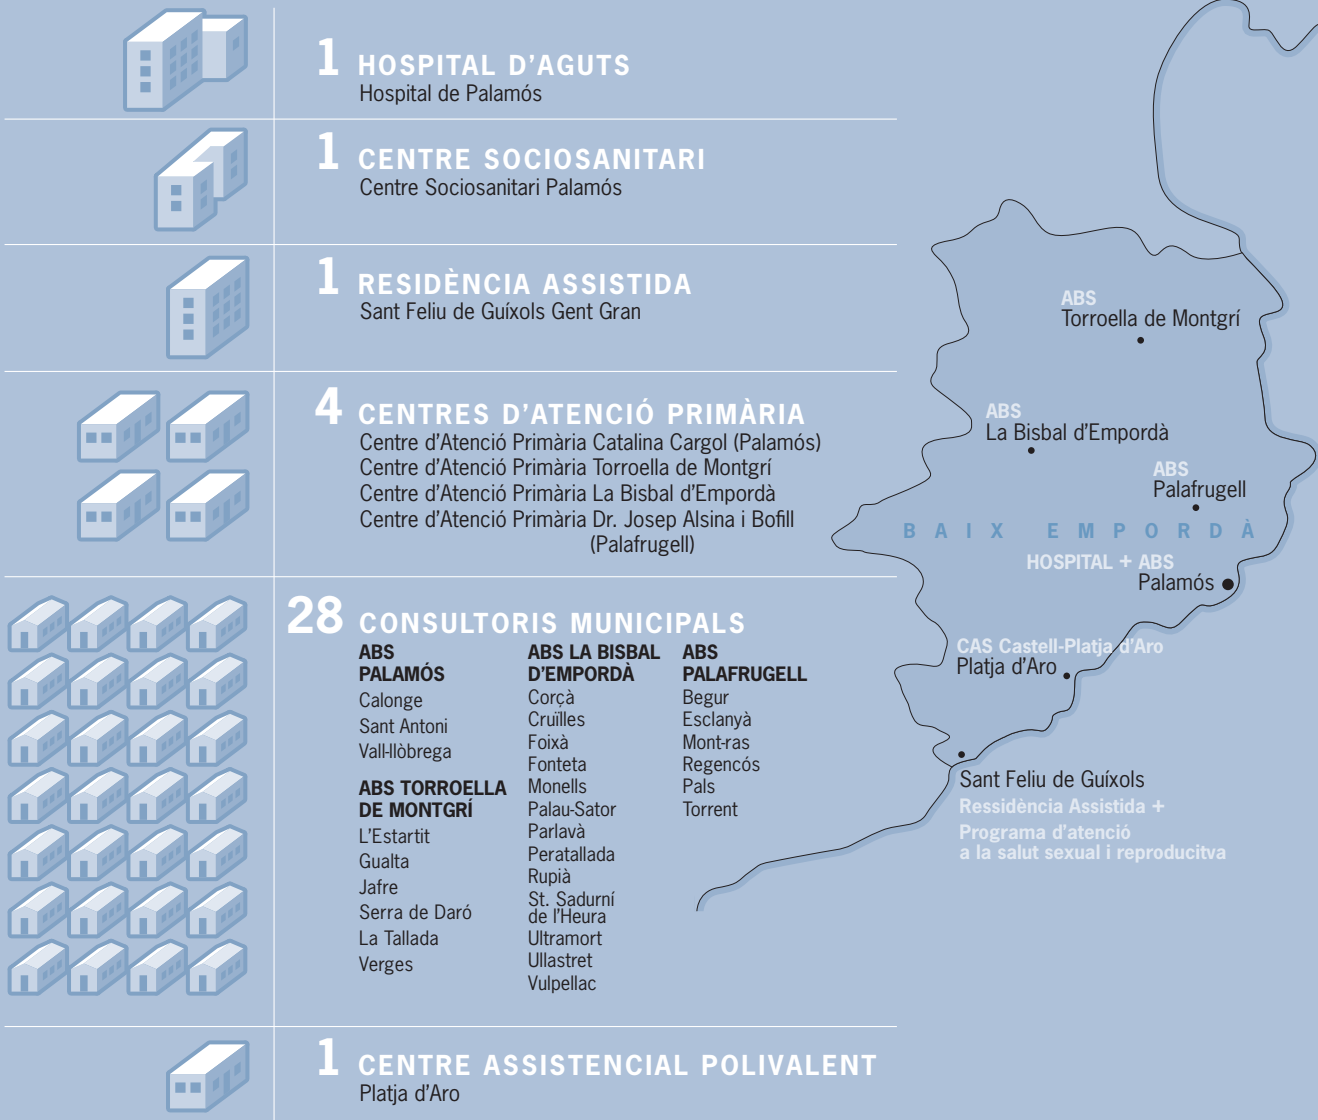 1 HOSPITAL D'AGUTS
Hospital de Palamós
1 CENTRE SOCIOSANITARI
Centre Sociosanitari Palamós
1 RESIDÈNCIA ASSISTIDA
Sant Feliu de Guíxols Gent Gran
4 CENTRES D'ATENCIÓ PRIMÀRIA
Centre d'Atenció Primària Catalina Cargol (Palamós)
Centre d'Atenció Primària Torroella de Montgrí
Centre d'Atenció Primària La Bisbal d'Empordà
Centre d'Atenció Primària Dr. Josep Alsina i Bofill
(Palafrugell)
28 CONSULTORIS MUNICIPALS
ABS
PALAMÓS
Calonge
Sant Antoni
Vall-llòbrega
ABS TORROELLA
DE MONTGRÍ
L'Estartit
Gualta
Jafre
Serra de Daró
La Tallada
Verges
ABS LA BISBAL
D'EMPORDÀ
Corçà
Cruïlles
Foixà
Fonteta
Monells
Palau-Sator
Parlavà
Peratallada
Rupià
St. Sadurní
de l'Heura
Ultramort
Ullastret
Vulpellac
ABS
PALAFRUGELL
Begur
Esclanyà
Mont-ras
Regencós
Pals
Torrent
1 CENTRE ASSISTENCIAL POLIVALENT
Platja d'Aro
ABS
Torroella de Montgrí
ABS
La Bisbal d'Empordà
ABS
Palafrugell
BAIX EMPORDÀ
HOSPITAL + ABS
Palamós
CAS Castell-Platja d'Aro
Platja d'Aro
Sant Feliu de Guíxols
Ressidència Assistida +
Programa d'atenció
a la salut sexual i reproducitva